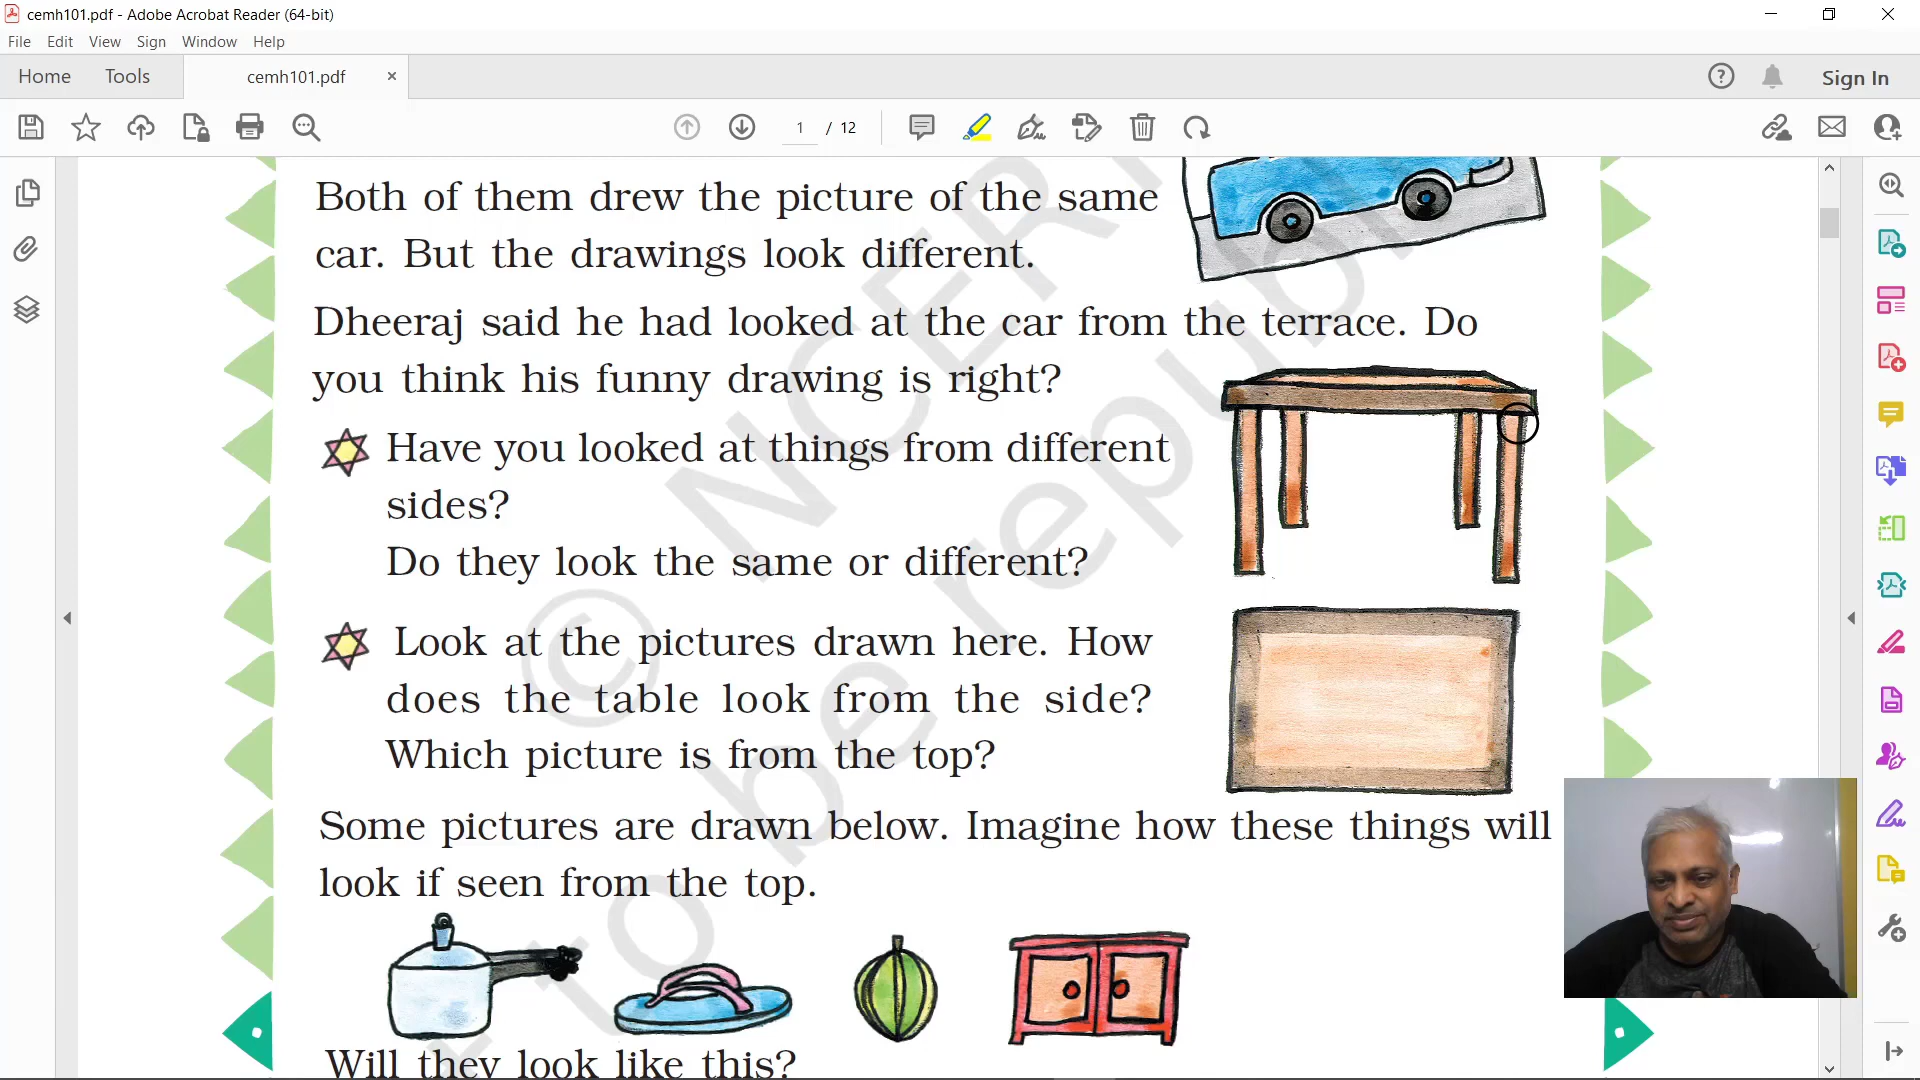 cemh101.pdf - Adobe Acrobat Reader (64-bit)
File Edit View Sign Window Help
Home Tools cemh101.pdf × Sign In
1 / 12
Both of them drew the picture of the same
car. But the drawings look different.
Dheeraj said he had looked at the car from the terrace. Do
you think his funny drawing is right?
Have you looked at things from different
sides?
Do they look the same or different?
Look at the pictures drawn here. How
does the table look from the side?
Which picture is from the top?
Some pictures are drawn below. Imagine how these things will
look if seen from the top.
Will they look like this?
© NCER
to be republi